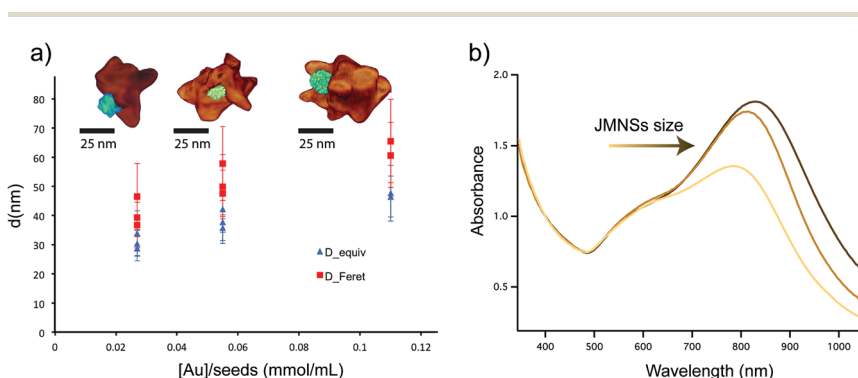 a)
25 nm
25 nm
25 nm
d(nm)
80
70
60
50
40
30
20
10
0
0
0.02
0.04
0.06
0.08
0.1
0.12
D_equiv
D_Feret
[Au]/seeds (mmol/mL)
b)
JMNSs size
Absorbance
2.0
1.5
1.0
0.5
400
500
600
700
800
900
1000
Wavelength (nm)